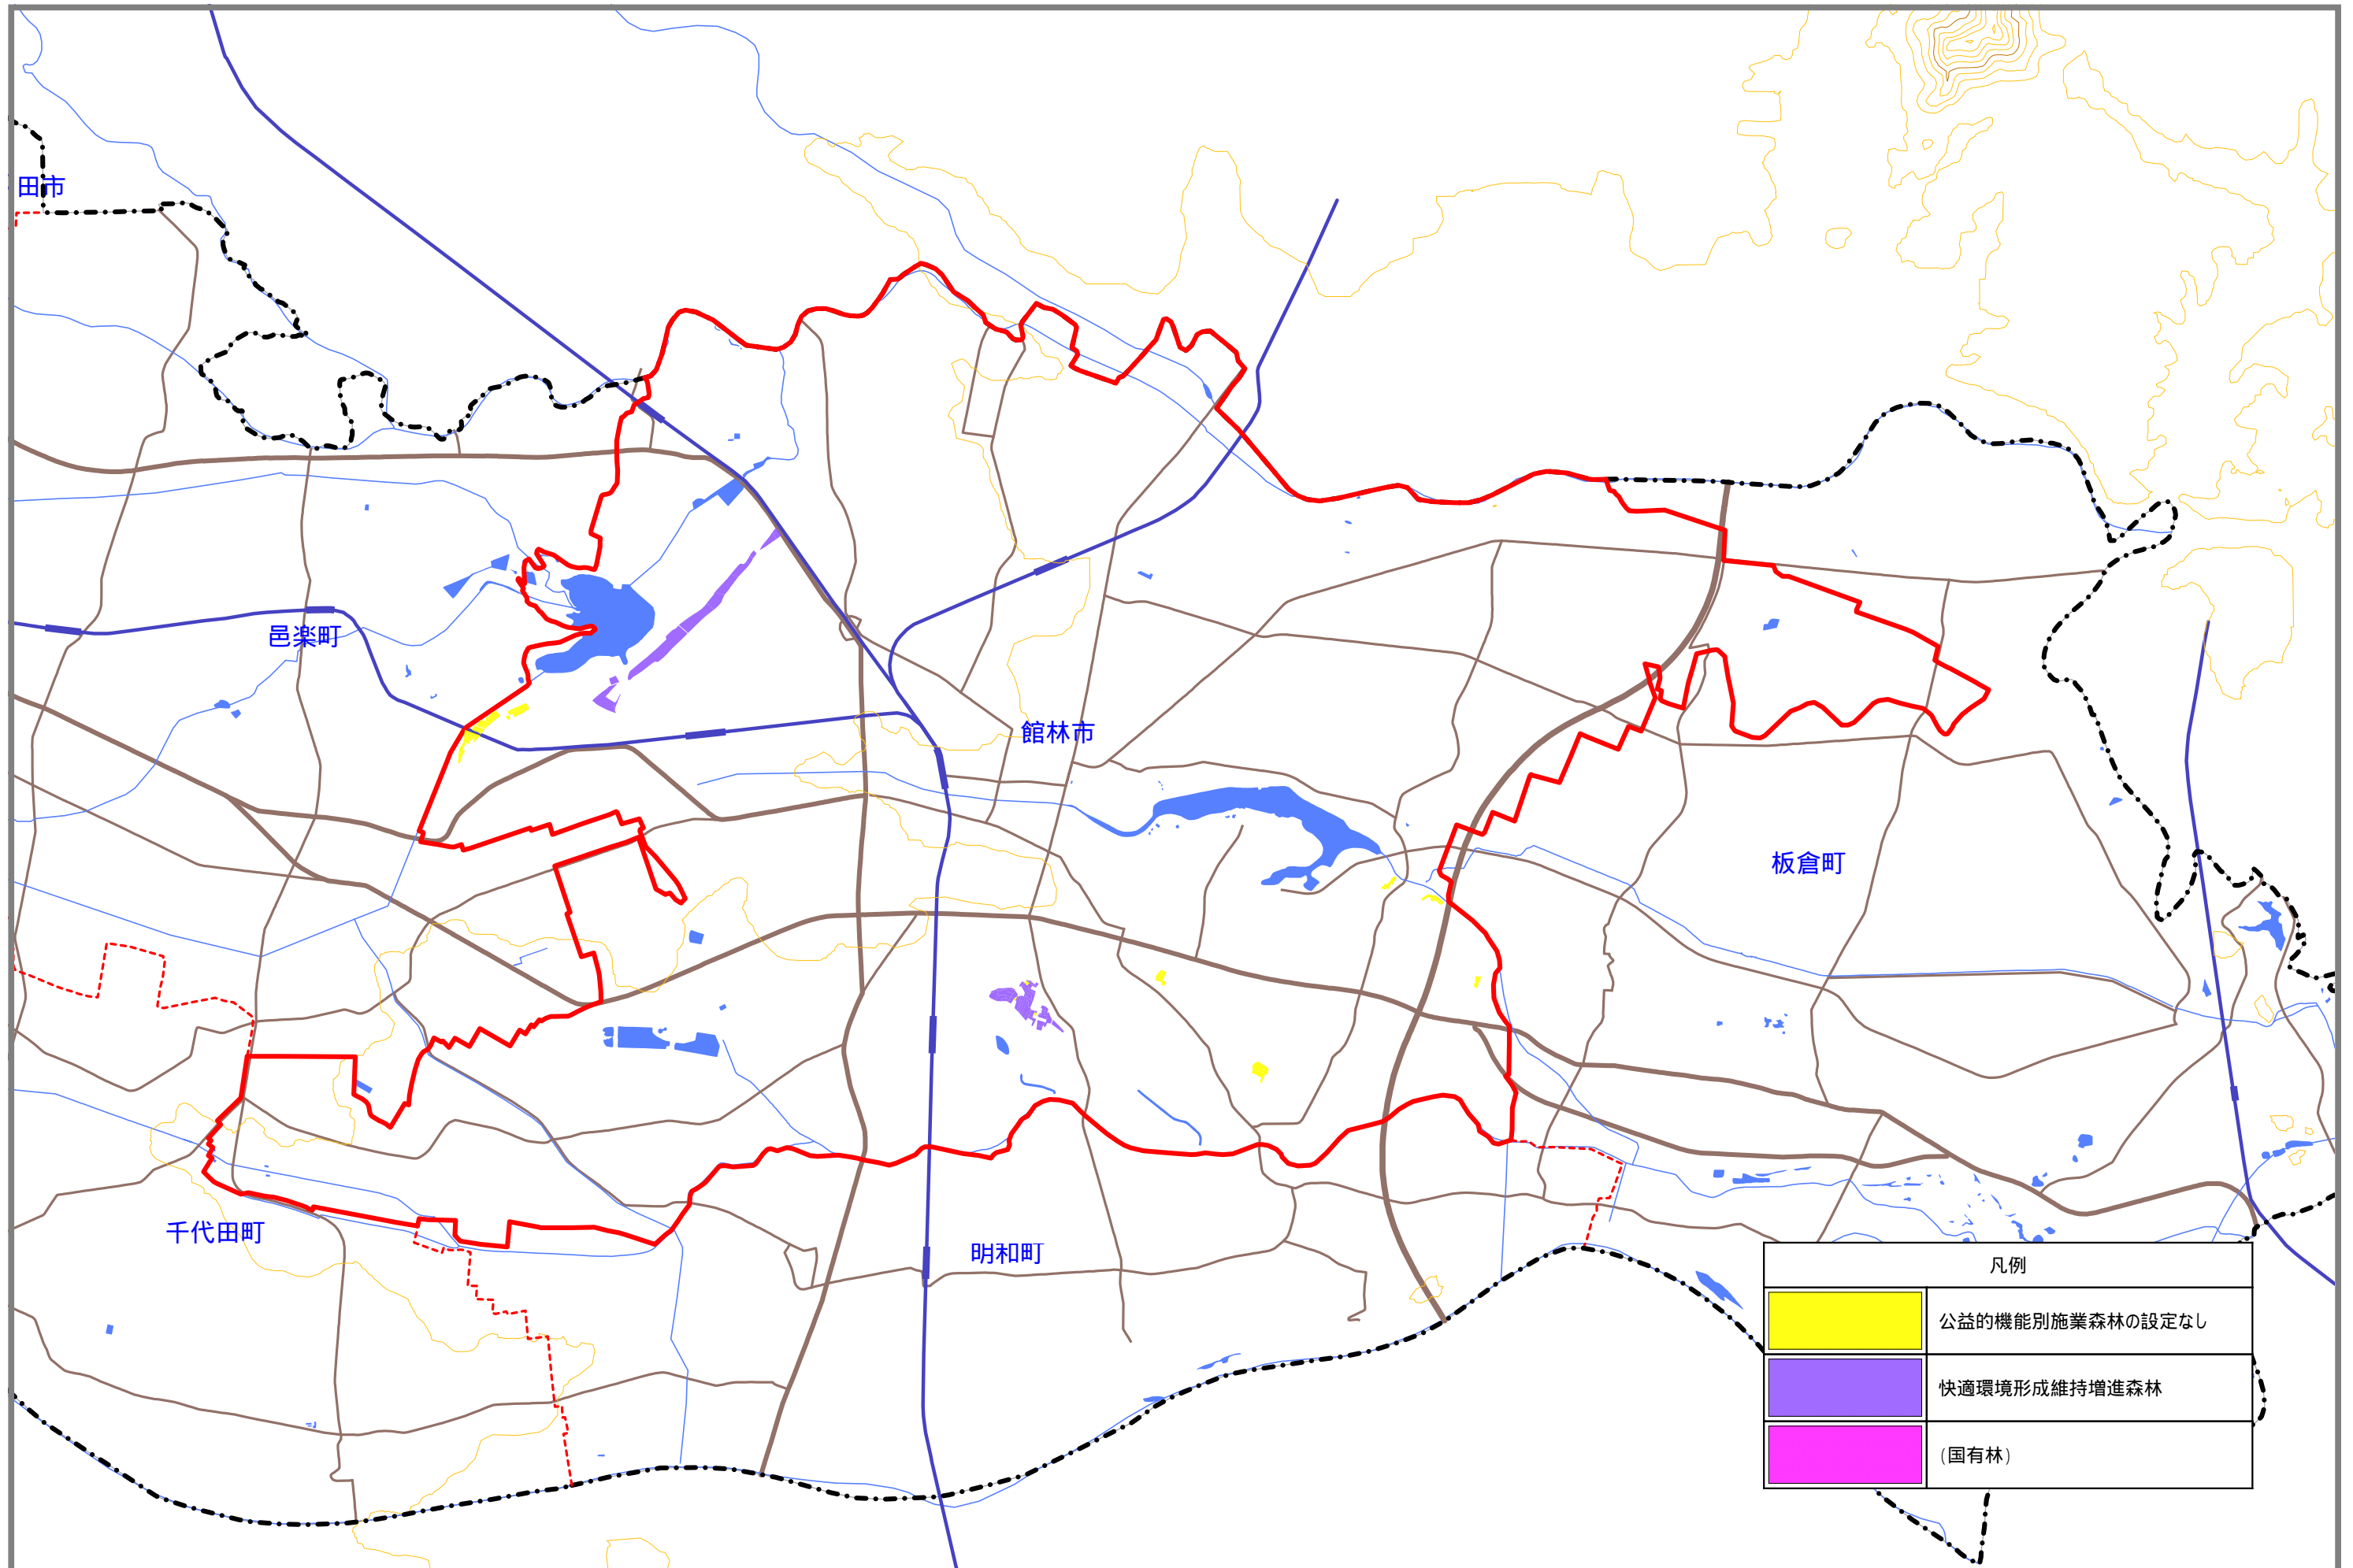 田市
邑楽町
館林市
板倉町
千代田町
明和町
凡例
公益的機能別施業森林の設定なし
快適環境形成維持増進森林
(国有林)